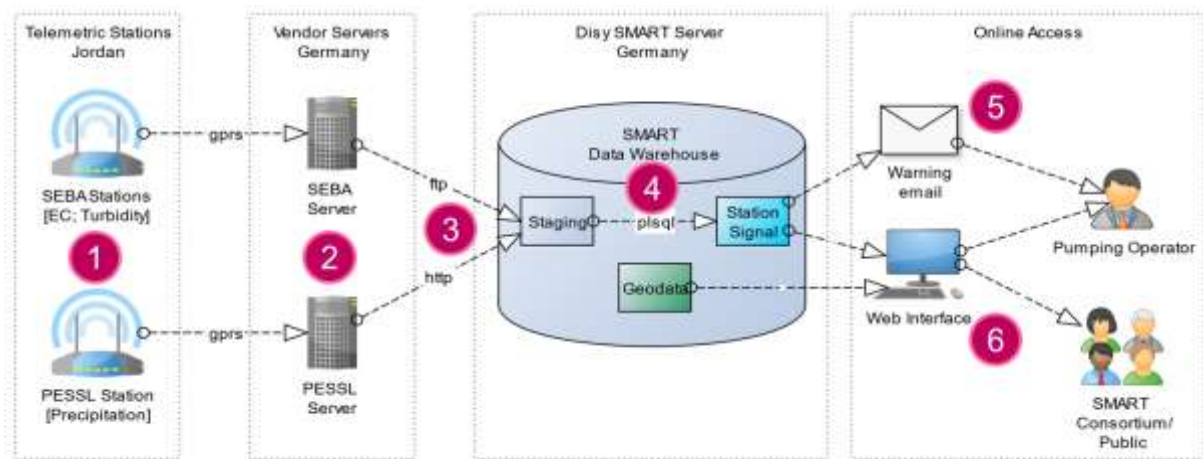 Telemetric Stations
Jordan
Vendor Servers
Germany
Disy SMART Server
Germany
Online Access
5
SMART
Data Warehouse
gprs
4
SEBA Stations
[EC; Turbidity]
SEBA
Server
ftp
Staging
plsql
Station
Signal
Warning
email
Pumping Operator
1
2
3
http
Geodata
Web Interface
gprs
6
PESSL Station
[Precipitation]
PESSL
Server
SMART
Consortium/
Public